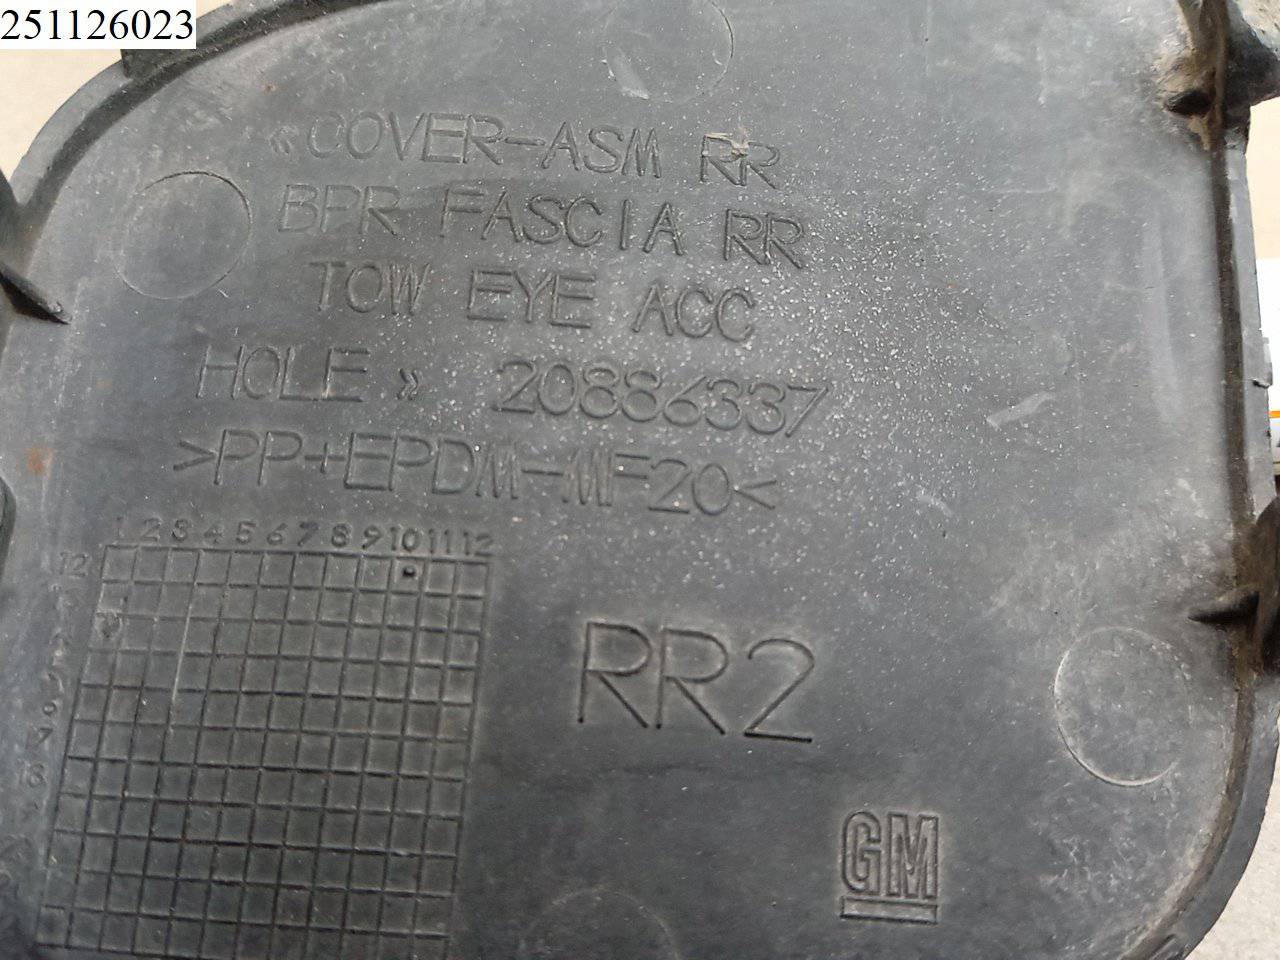 251126023
«COVER-ASM RR
BPR FASCIA RR
TOW EYE ACC
HOLE» 20886337
>PP+EPDM-MF20<
1 2 3 4 5 6 7 8 9 10 11 12
12
RR2
GM